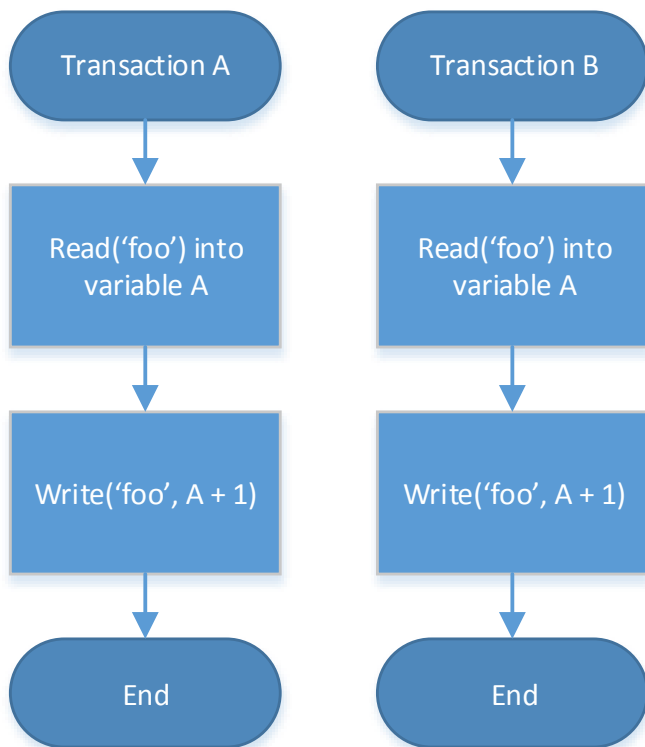 Transaction A
Transaction B
Read(‘foo’) into
variable A
Read(‘foo’) into
variable A
Write(‘foo’, A + 1)
Write(‘foo’, A + 1)
End
End